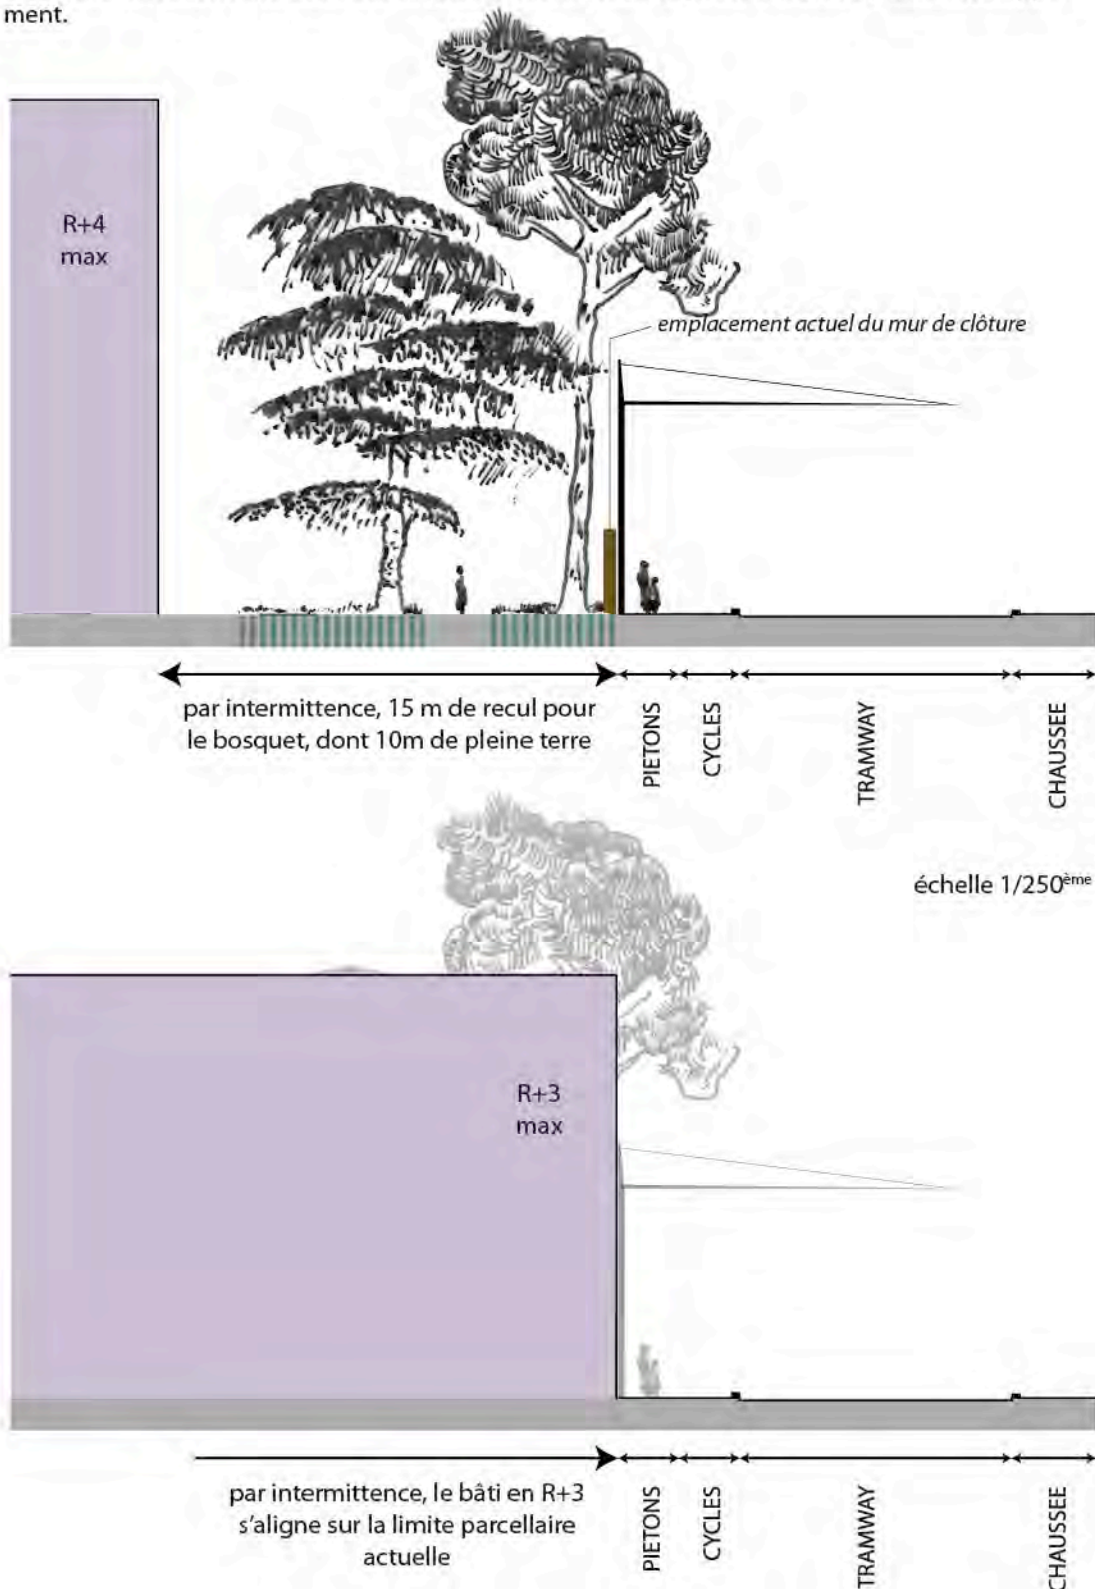 ment.
R+4
max
emplacement actuel du mur de clôture
par intermittence, 15 m de recul pour
le bosquet, dont 10m de pleine terre
PIETONS
CYCLES
TRAMWAY
CHAUSSEE
échelle 1/250ème
R+3
max
par intermittence, le bâti en R+3
s'aligne sur la limite parcellaire
actuelle
PIETONS
CYCLES
TRAMWAY
CHAUSSEE